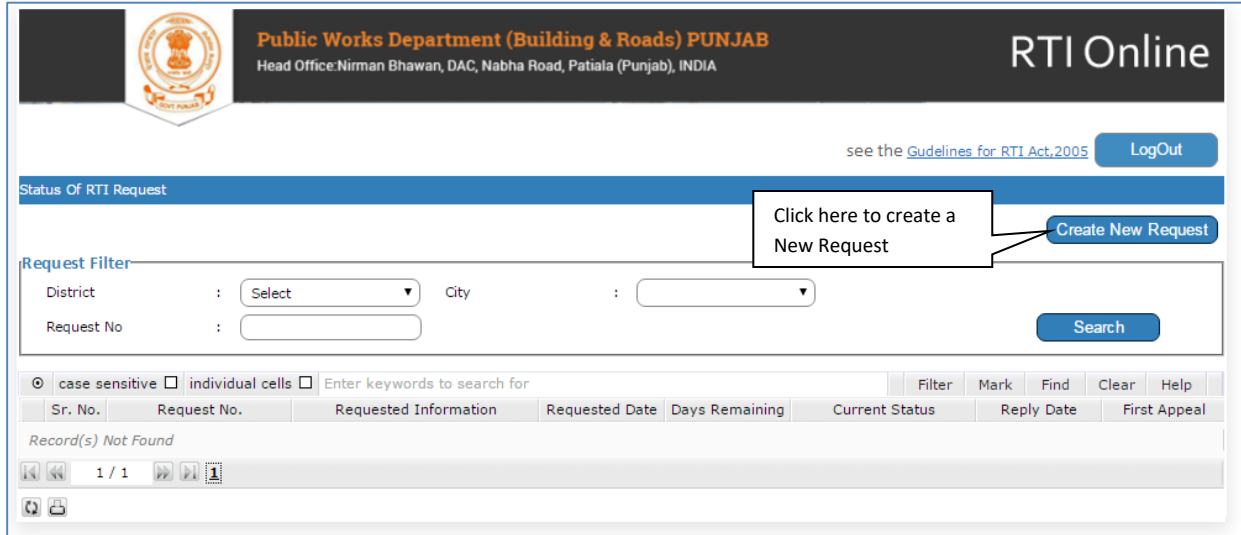 Public Works Department (Building & Roads) PUNJAB
Head Office:Nirman Bhawan, DAC, Nabha Road, Patiala (Punjab), INDIA
RTI Online
GOVT PUNJAB
see the Gudelines for RTI Act,2005 LogOut
Status Of RTI Request
Click here to create a
New Request
Create New Request
Request Filter
District : Select City :
Request No : Search
case sensitive individual cells Enter keywords to search for Filter Mark Find Clear Help
Sr. No. Request No. Requested Information Requested Date Days Remaining Current Status Reply Date First Appeal
Record(s) Not Found
1 / 1 1